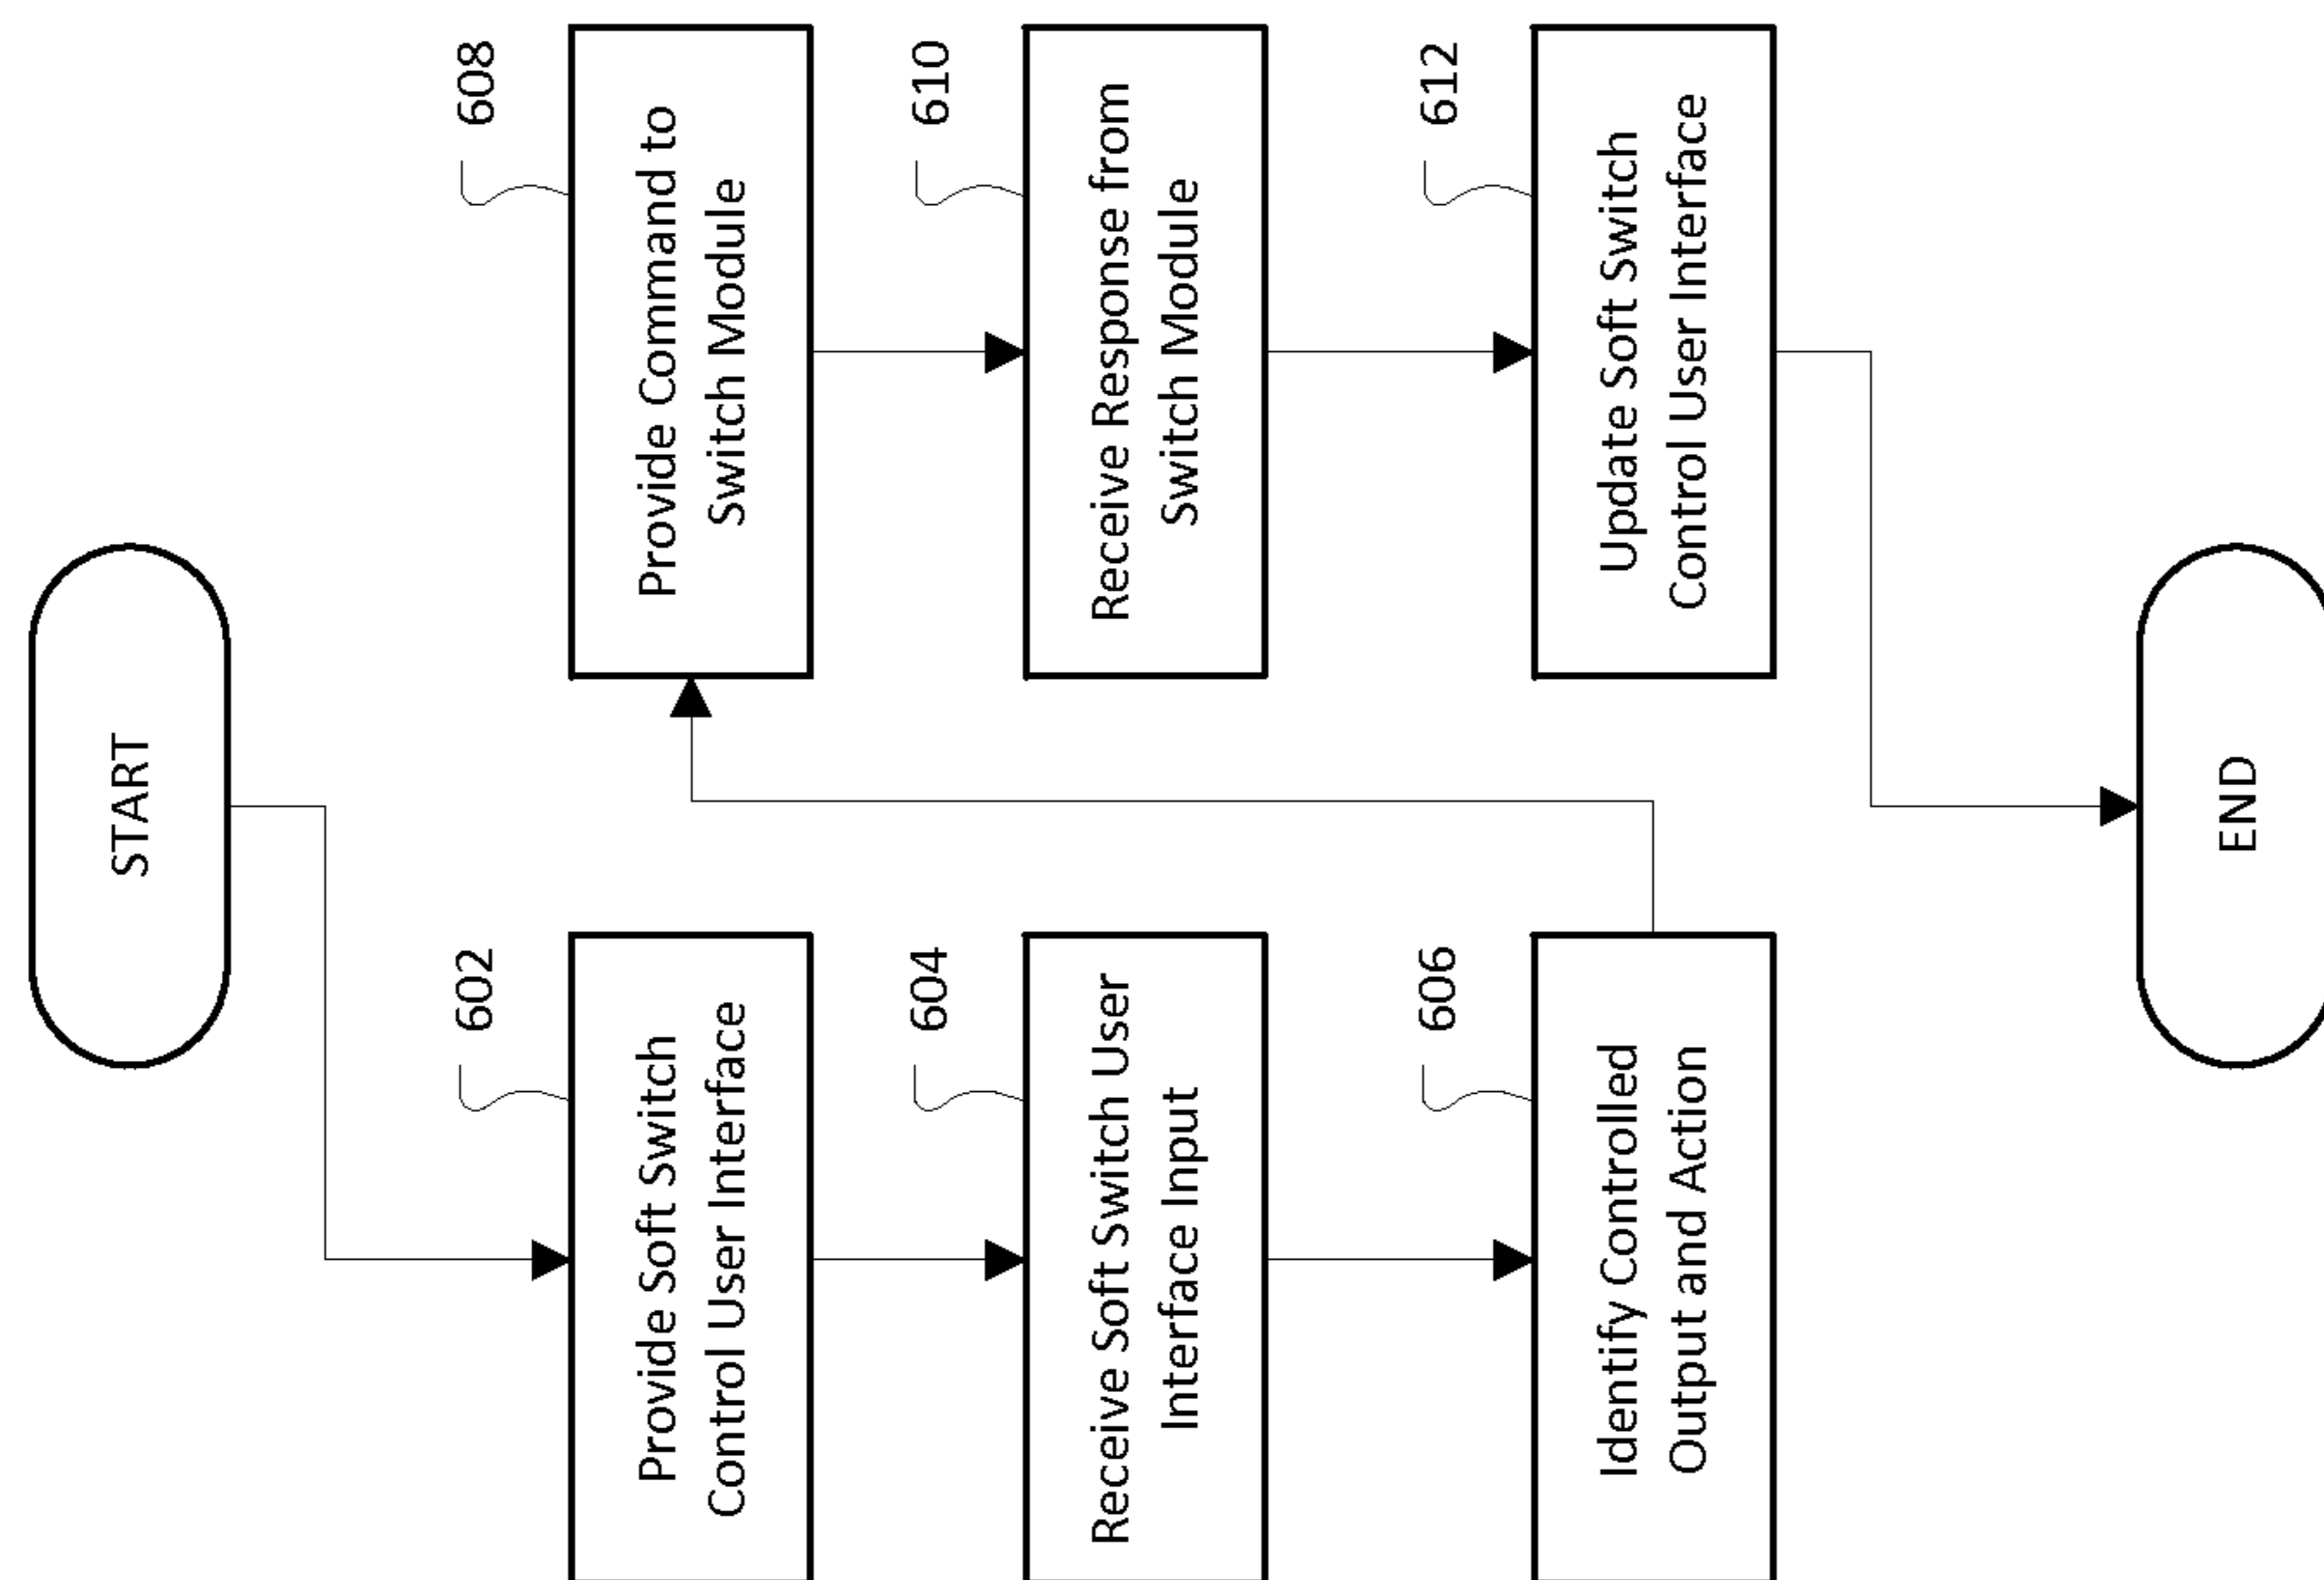 START
602
Provide Soft Switch
Control User Interface
604
Receive Soft Switch User
Interface Input
606
Identify Controlled
Output and Action
608
Provide Command to
Switch Module
610
Receive Response from
Switch Module
612
Update Soft Switch
Control User Interface
END